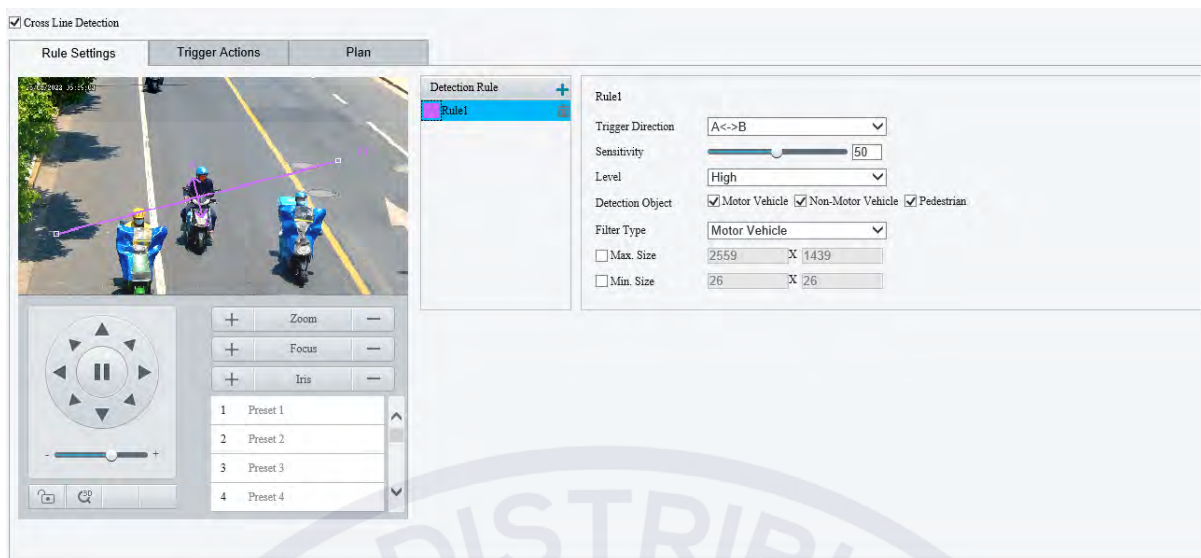 Cross Line Detection
Rule Settings Trigger Actions Plan
Detection Rule +
Rule1
Rule1
Trigger Direction A<->B
Sensitivity 50
Level High
Detection Object Motor Vehicle Non-Motor Vehicle Pedestrian
Filter Type Motor Vehicle
Max. Size 2559 X 1439
Min. Size 26 X 26
+ Zoom −
+ Focus −
+ Iris −
1 Preset 1
2 Preset 2
3 Preset 3
4 Preset 4
- +
3D
DISTRIB